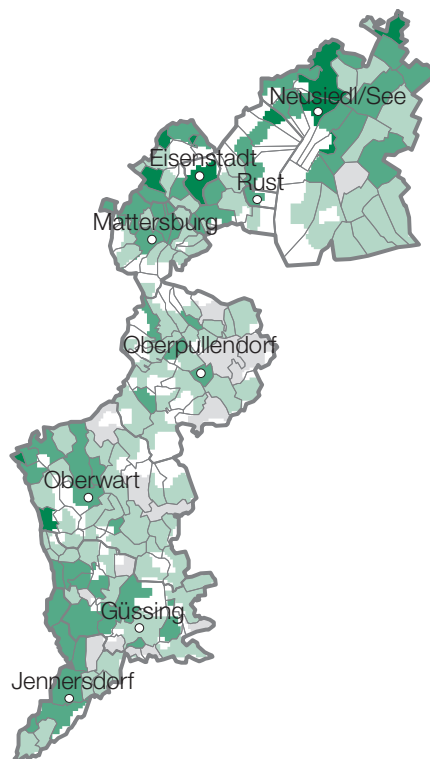 Neusiedl/See
Eisenstadt
Rust
Mattersburg
Oberpullendorf
Oberwart
Güssing
Jennersdorf